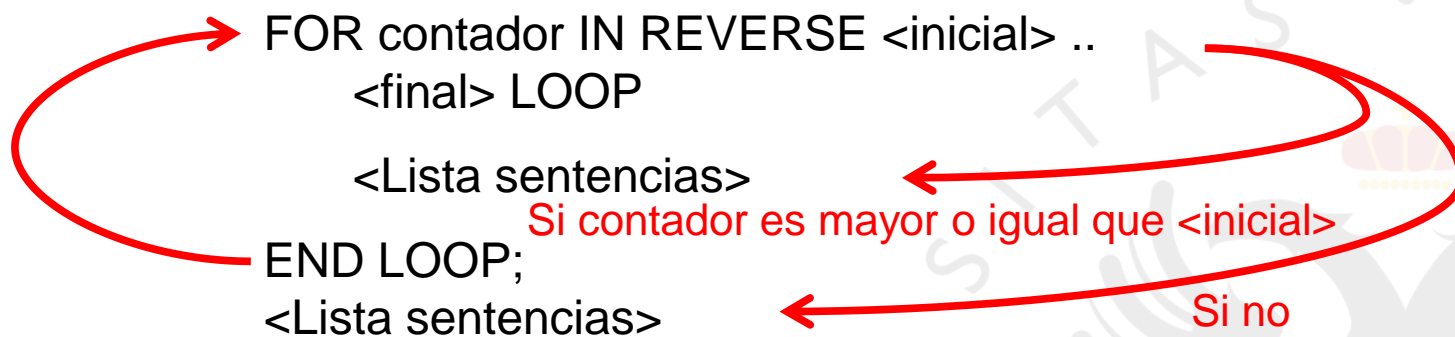 FOR contador IN REVERSE <inicial> ..
<final> LOOP
<Lista sentencias>
Si contador es mayor o igual que <inicial>
END LOOP;
<Lista sentencias>
Si no
S I T A S